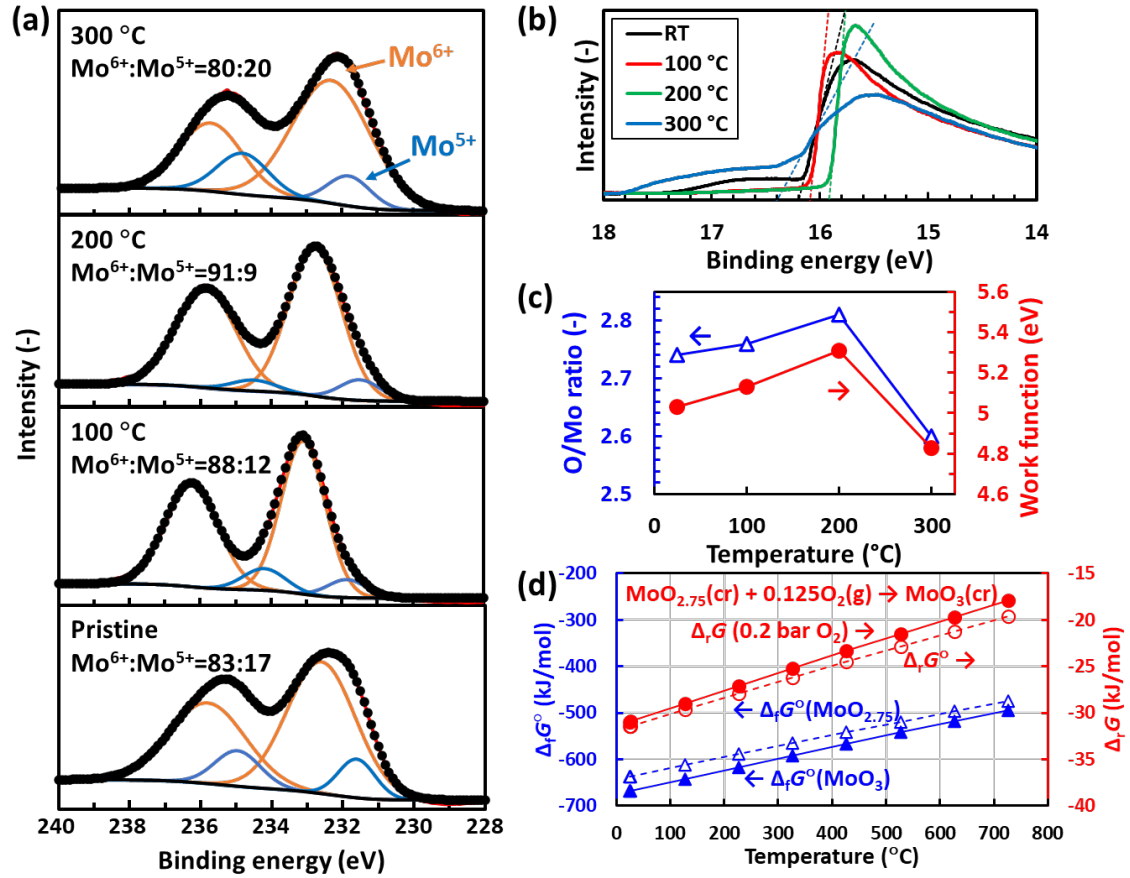 (a)
300 °C
Mo⁶⁺:Mo⁵⁺=80:20
Mo⁶⁺
Mo⁵⁺
200 °C
Mo⁶⁺:Mo⁵⁺=91:9
100 °C
Mo⁶⁺:Mo⁵⁺=88:12
Pristine
Mo⁶⁺:Mo⁵⁺=83:17
Intensity (-)
240 238 236 234 232 230 228
Binding energy (eV)
(b)
Intensity (-)
RT
100 °C
200 °C
300 °C
18 17 16 15 14
Binding energy (eV)
(c)
O/Mo ratio (-)
2.8
2.7
2.6
2.5
←
→
5.6
5.4
5.2
5
4.8
4.6
Work function (eV)
0 100 200 300
Temperature (°C)
(d)
ΔfG° (kJ/mol)
-200
-300
-400
-500
-600
-700
MoO₂.₇₅(cr) + 0.125O₂(g) → MoO₃(cr)
ΔrG (0.2 bar O₂) →
ΔrG° →
← ΔfG°(MoO₂.₇₅)
← ΔfG°(MoO₃)
-15
-20
-25
-30
-35
-40
ΔrG (kJ/mol)
0 100 200 300 400 500 600 700 800
Temperature (°C)